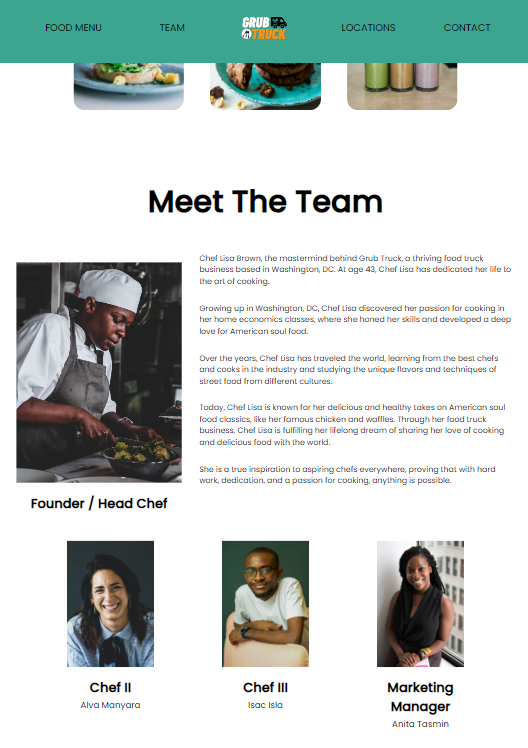 FOOD MENU
TEAM
GRUB
TRUCK
LOCATIONS
CONTACT
Meet The Team
Chef Lisa Brown, the mastermind behind Grub Truck, a thriving food truck
business based in Washington, DC. At age 43, Chef Lisa has dedicated her life to
the art of cooking.
Growing up in Washington, DC, Chef Lisa discovered her passion for cooking in
her home economics classes, where she honed her skills and developed a deep
love for American soul food.
Over the years, Chef Lisa has traveled the world, learning from the best chefs
and cooks in the industry and studying the unique flavors and techniques of
street food from different cultures.
Today, Chef Lisa is known for her delicious and healthy takes on American soul
food classics, like her famous chicken and waffles. Through her food truck
business, Chef Lisa is fulfilling her lifelong dream of sharing her love of cooking
and delicious food with the world.
She is a true inspiration to aspiring chefs everywhere, proving that with hard
work, dedication, and a passion for cooking, anything is possible.
Founder / Head Chef
Chef II
Alva Manyara
Chef III
Isac Isla
Marketing
Manager
Anita Tasmin